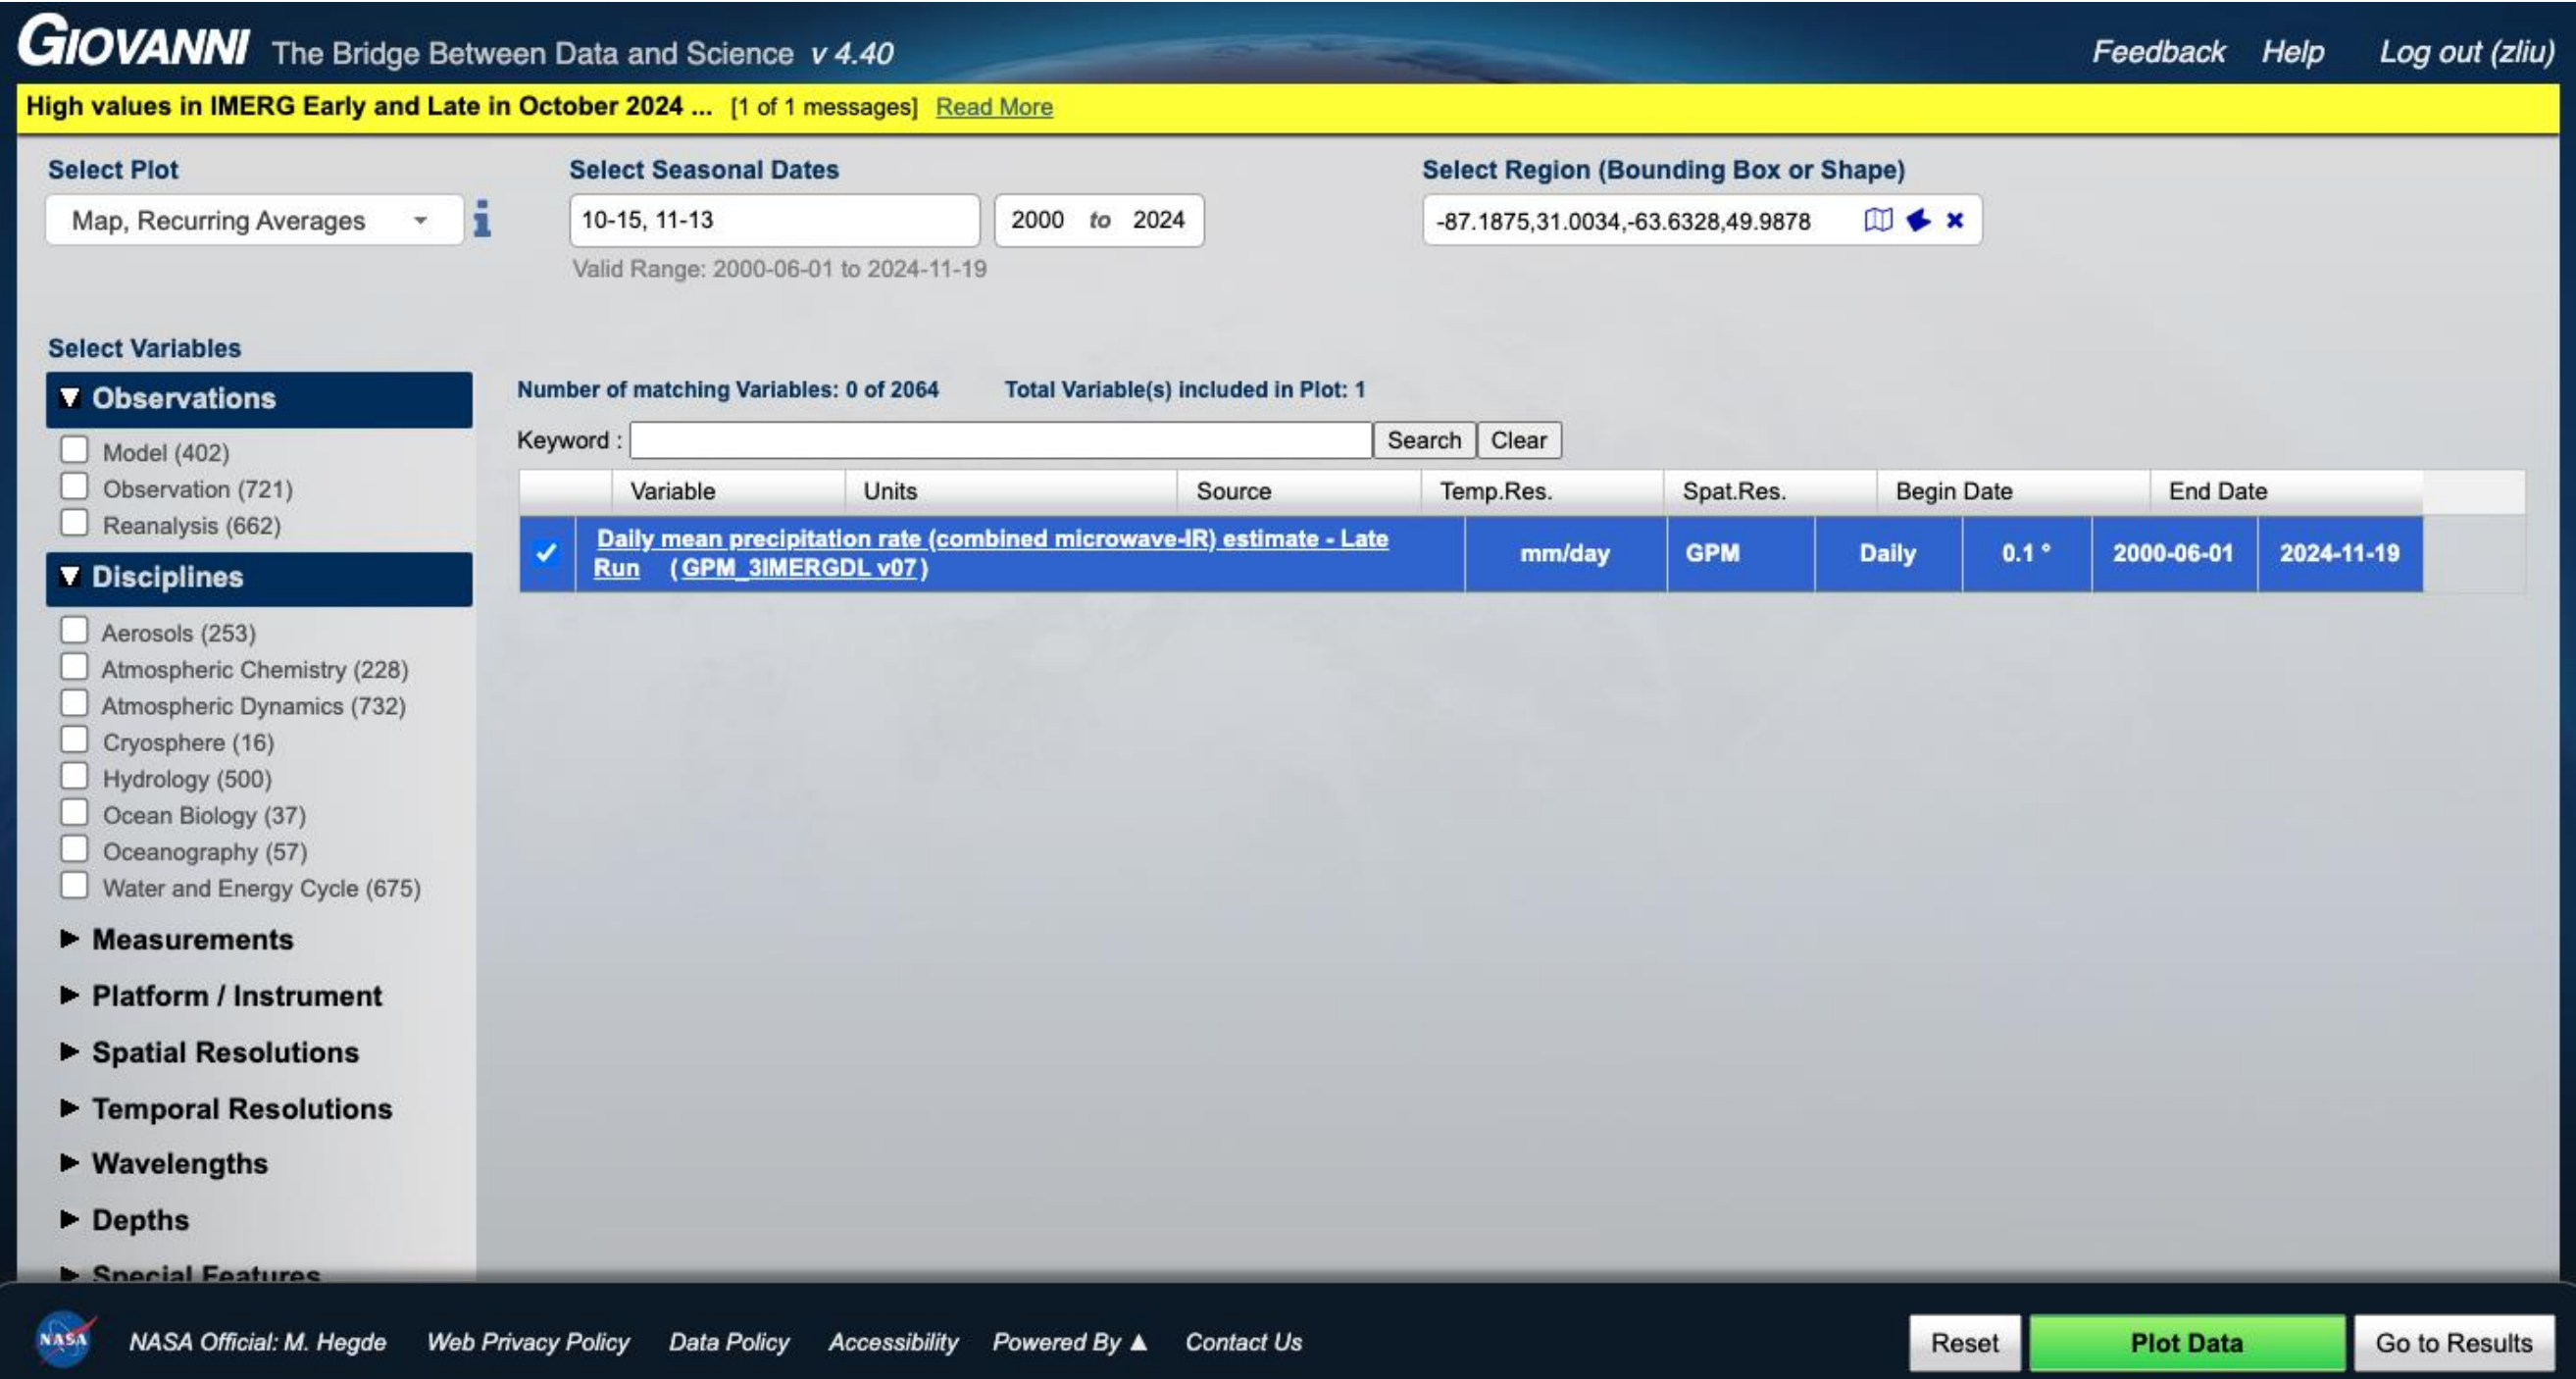 GIOVANNI The Bridge Between Data and Science v 4.40 Feedback Help Log out (zliu)
High values in IMERG Early and Late in October 2024 ... [1 of 1 messages] Read More
Select Plot Select Seasonal Dates Select Region (Bounding Box or Shape)
Map, Recurring Averages 10-15, 11-13 2000 to 2024 -87.1875,31.0034,-63.6328,49.9878
Valid Range: 2000-06-01 to 2024-11-19
Select Variables
Observations
Model (402)
Observation (721)
Reanalysis (662)
Disciplines
Aerosols (253)
Atmospheric Chemistry (228)
Atmospheric Dynamics (732)
Cryosphere (16)
Hydrology (500)
Ocean Biology (37)
Oceanography (57)
Water and Energy Cycle (675)
Measurements
Platform / Instrument
Spatial Resolutions
Temporal Resolutions
Wavelengths
Depths
Special Features
Number of matching Variables: 0 of 2064 Total Variable(s) included in Plot: 1
Keyword : Search Clear
Variable Units Source Temp.Res. Spat.Res. Begin Date End Date
Daily mean precipitation rate (combined microwave-IR) estimate - Late
Run (GPM_3IMERGDL v07) mm/day GPM Daily 0.1 ° 2000-06-01 2024-11-19
NASA NASA Official: M. Hegde Web Privacy Policy Data Policy Accessibility Powered By ▲ Contact Us Reset Plot Data Go to Results